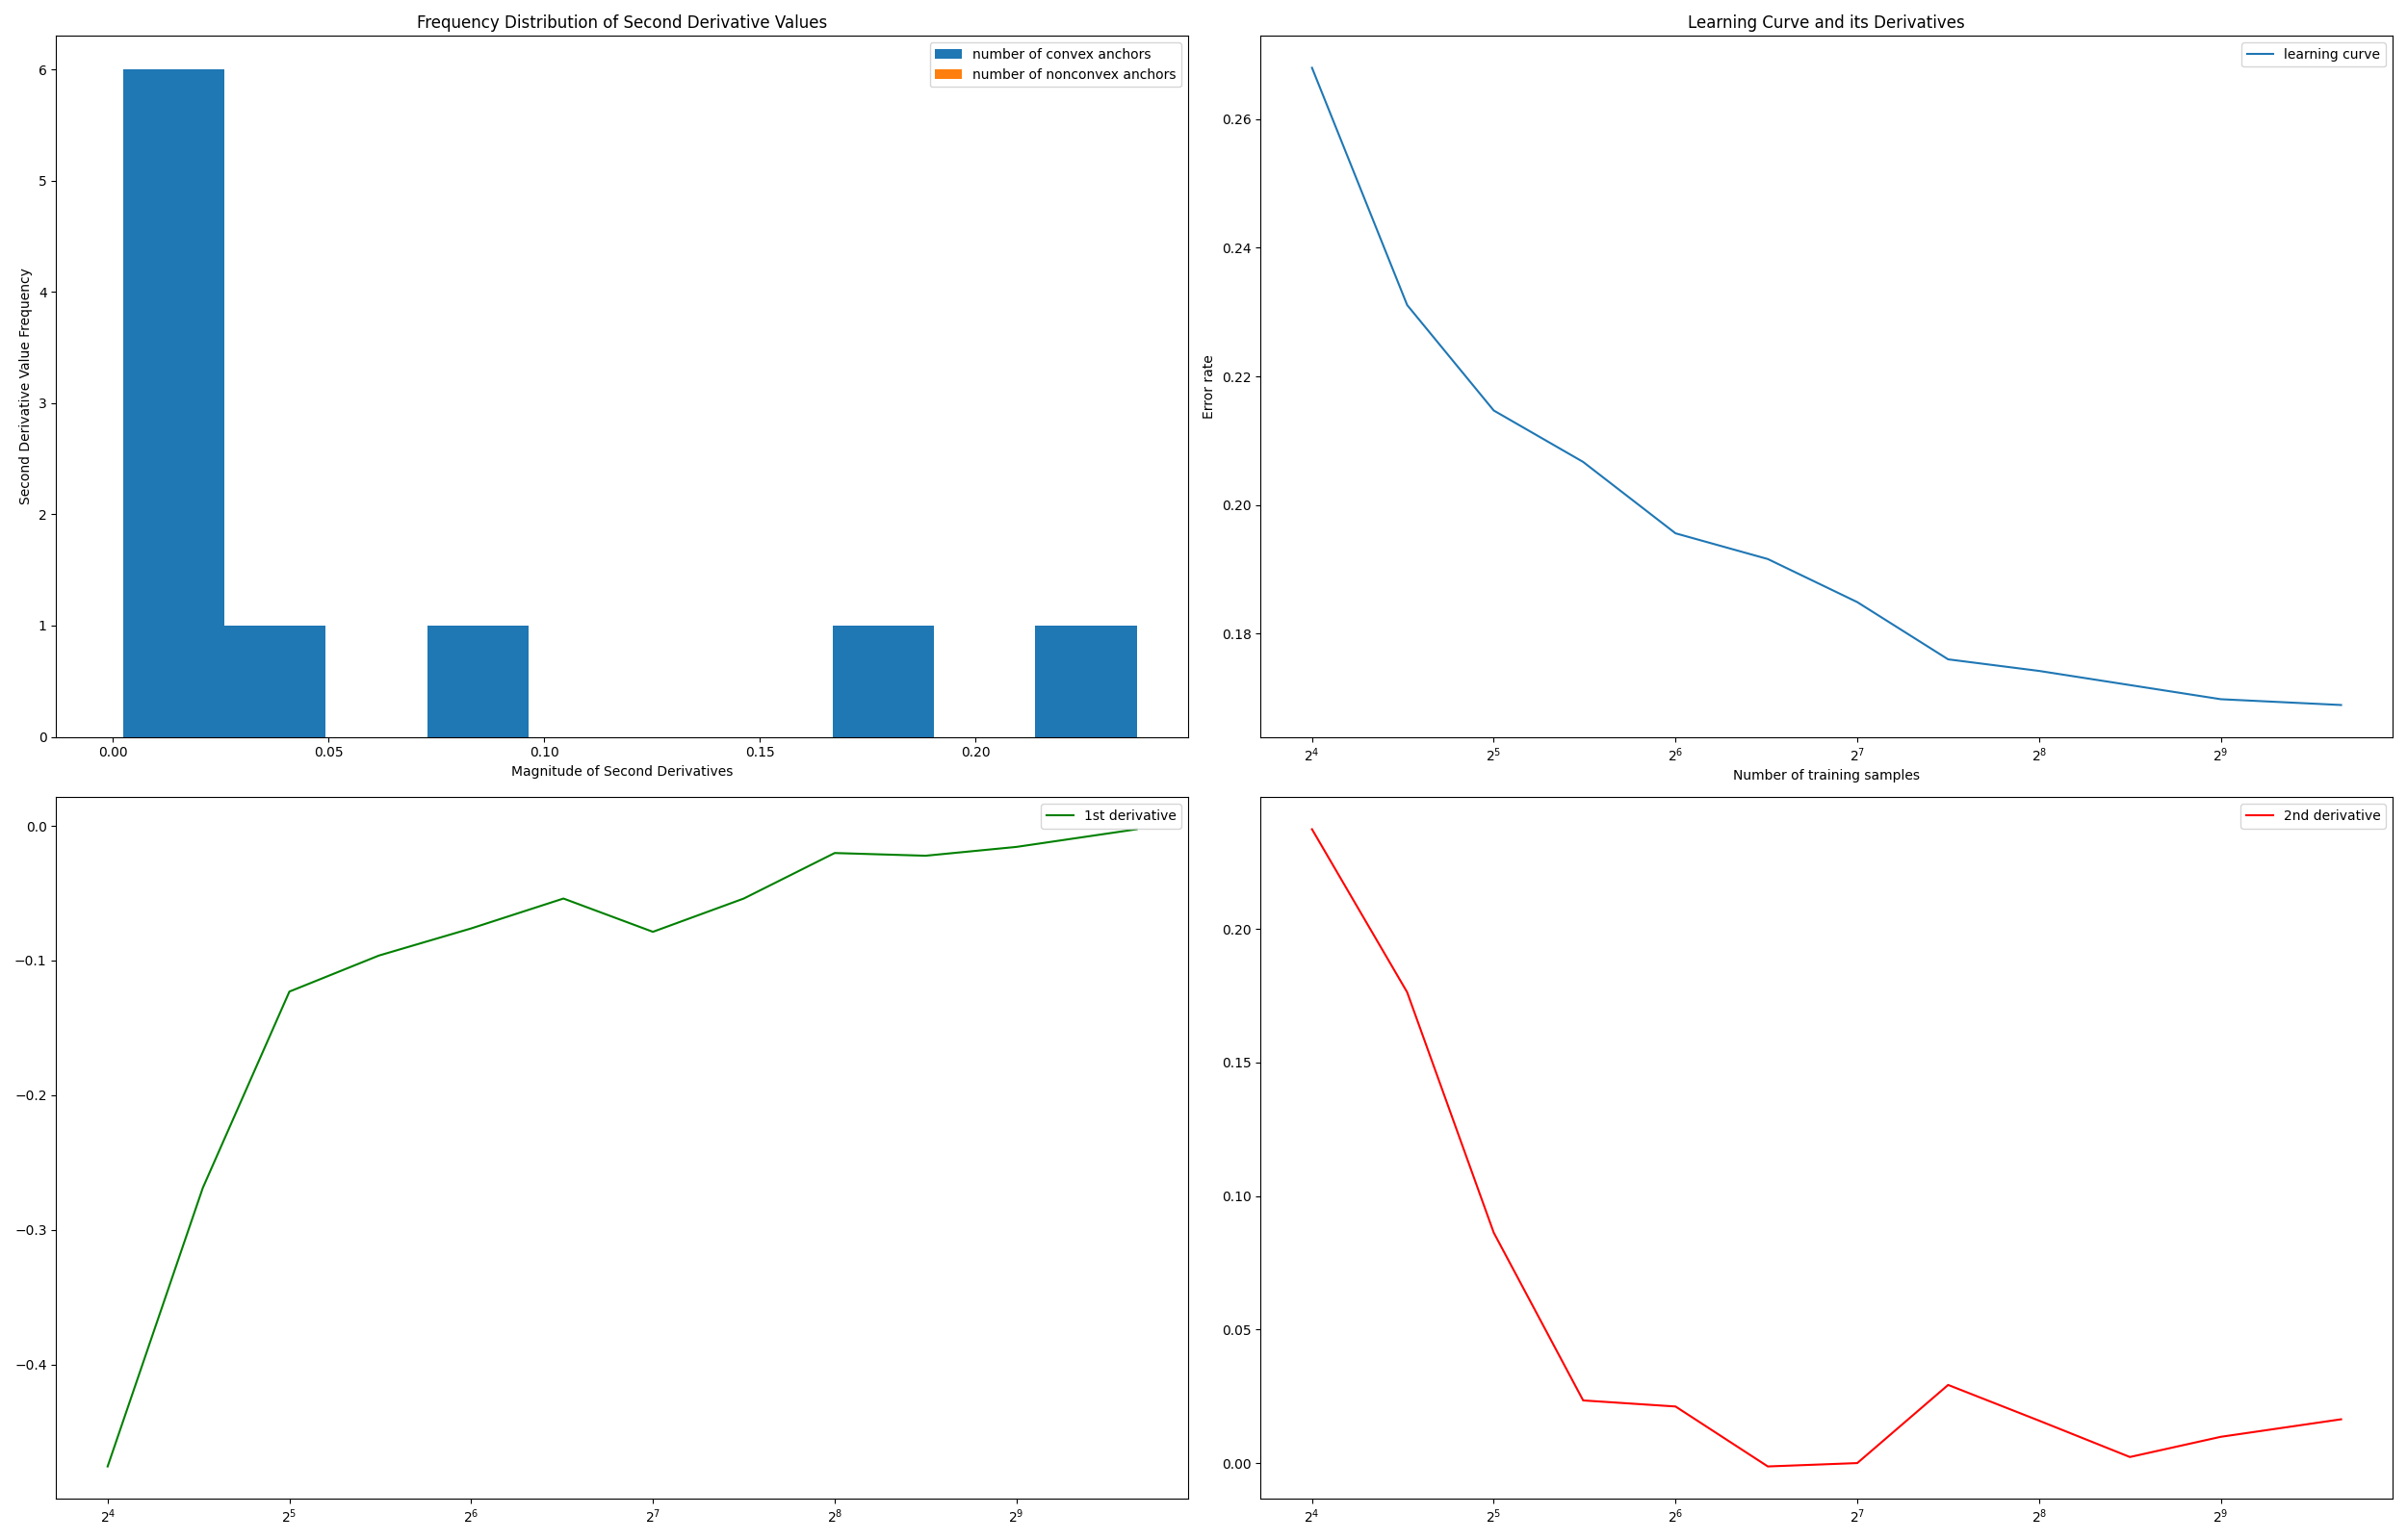 Frequency Distribution of Second Derivative Values
number of convex anchors
number of nonconvex anchors
Second Derivative Value Frequency
6
5
4
3
2
1
0
0.00 0.05 0.10 0.15 0.20
Magnitude of Second Derivatives
Learning Curve and its Derivatives
learning curve
Error rate
0.26
0.24
0.22
0.20
0.18
2⁴ 2⁵ 2⁶ 2⁷ 2⁸ 2⁹
Number of training samples
1st derivative
0.0
−0.1
−0.2
−0.3
−0.4
2⁴ 2⁵ 2⁶ 2⁷ 2⁸ 2⁹
2nd derivative
0.20
0.15
0.10
0.05
0.00
2⁴ 2⁵ 2⁶ 2⁷ 2⁸ 2⁹